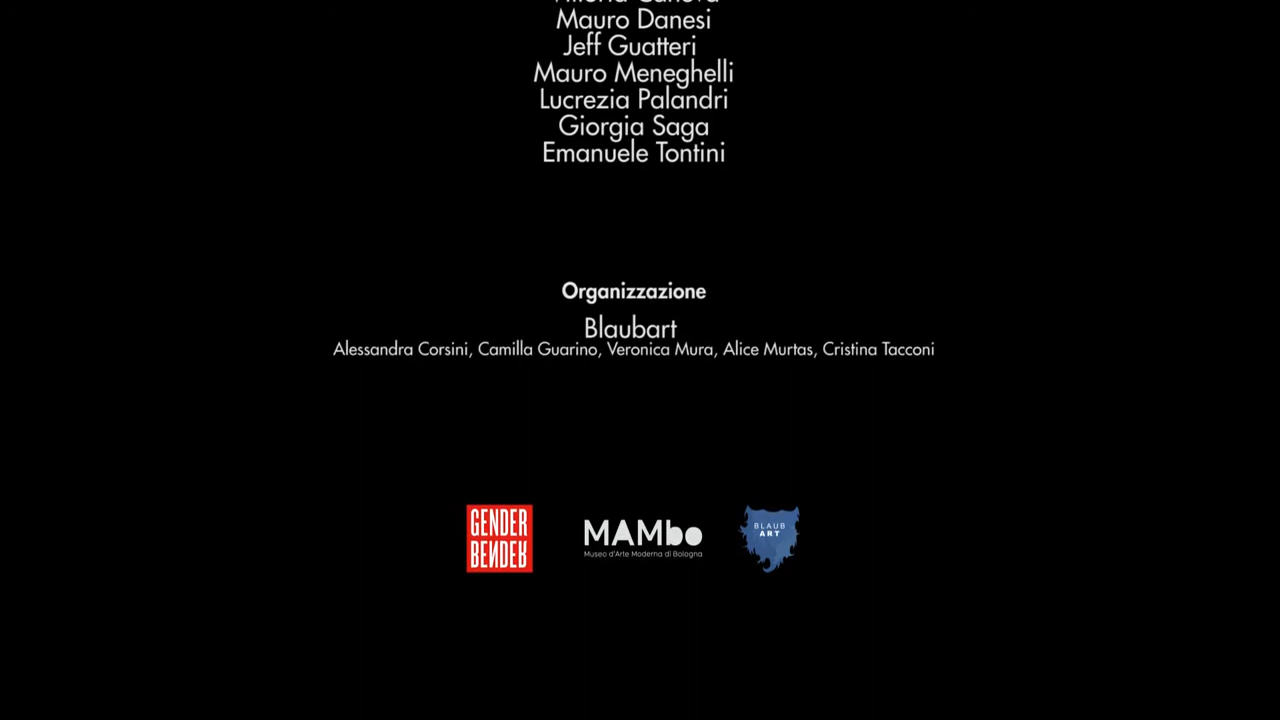 Mauro Danesi
Jeff Guatteri
Mauro Meneghelli
Lucrezia Palandri
Giorgia Saga
Emanuele Tontini
Organizzazione
Blaubart
Alessandra Corsini, Camilla Guarino, Veronica Mura, Alice Murtas, Cristina Tacconi
GENDER
BENDER
MAMbo
Museo d'Arte Moderna di Bologna
BLAUB
ART